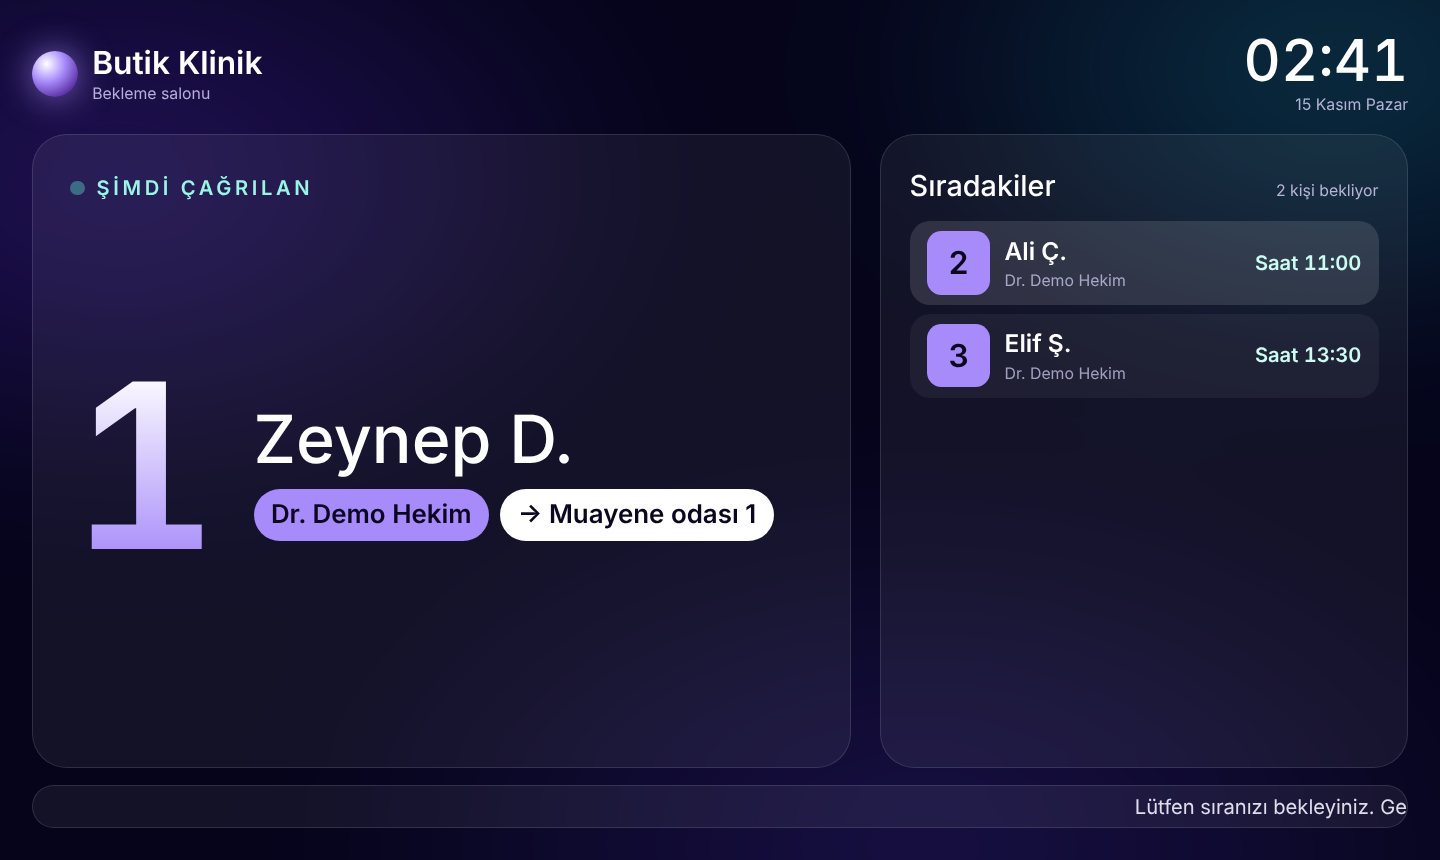 Butik Klinik
Bekleme salonu
02:41
15 Kasım Pazar
ŞİMDİ ÇAĞRILAN
1
Zeynep D.
Dr. Demo Hekim
→ Muayene odası 1
Sıradakiler
2 kişi bekliyor
2
Ali Ç.
Dr. Demo Hekim
Saat 11:00
3
Elif Ş.
Dr. Demo Hekim
Saat 13:30
Lütfen sıranızı bekleyiniz. Ge